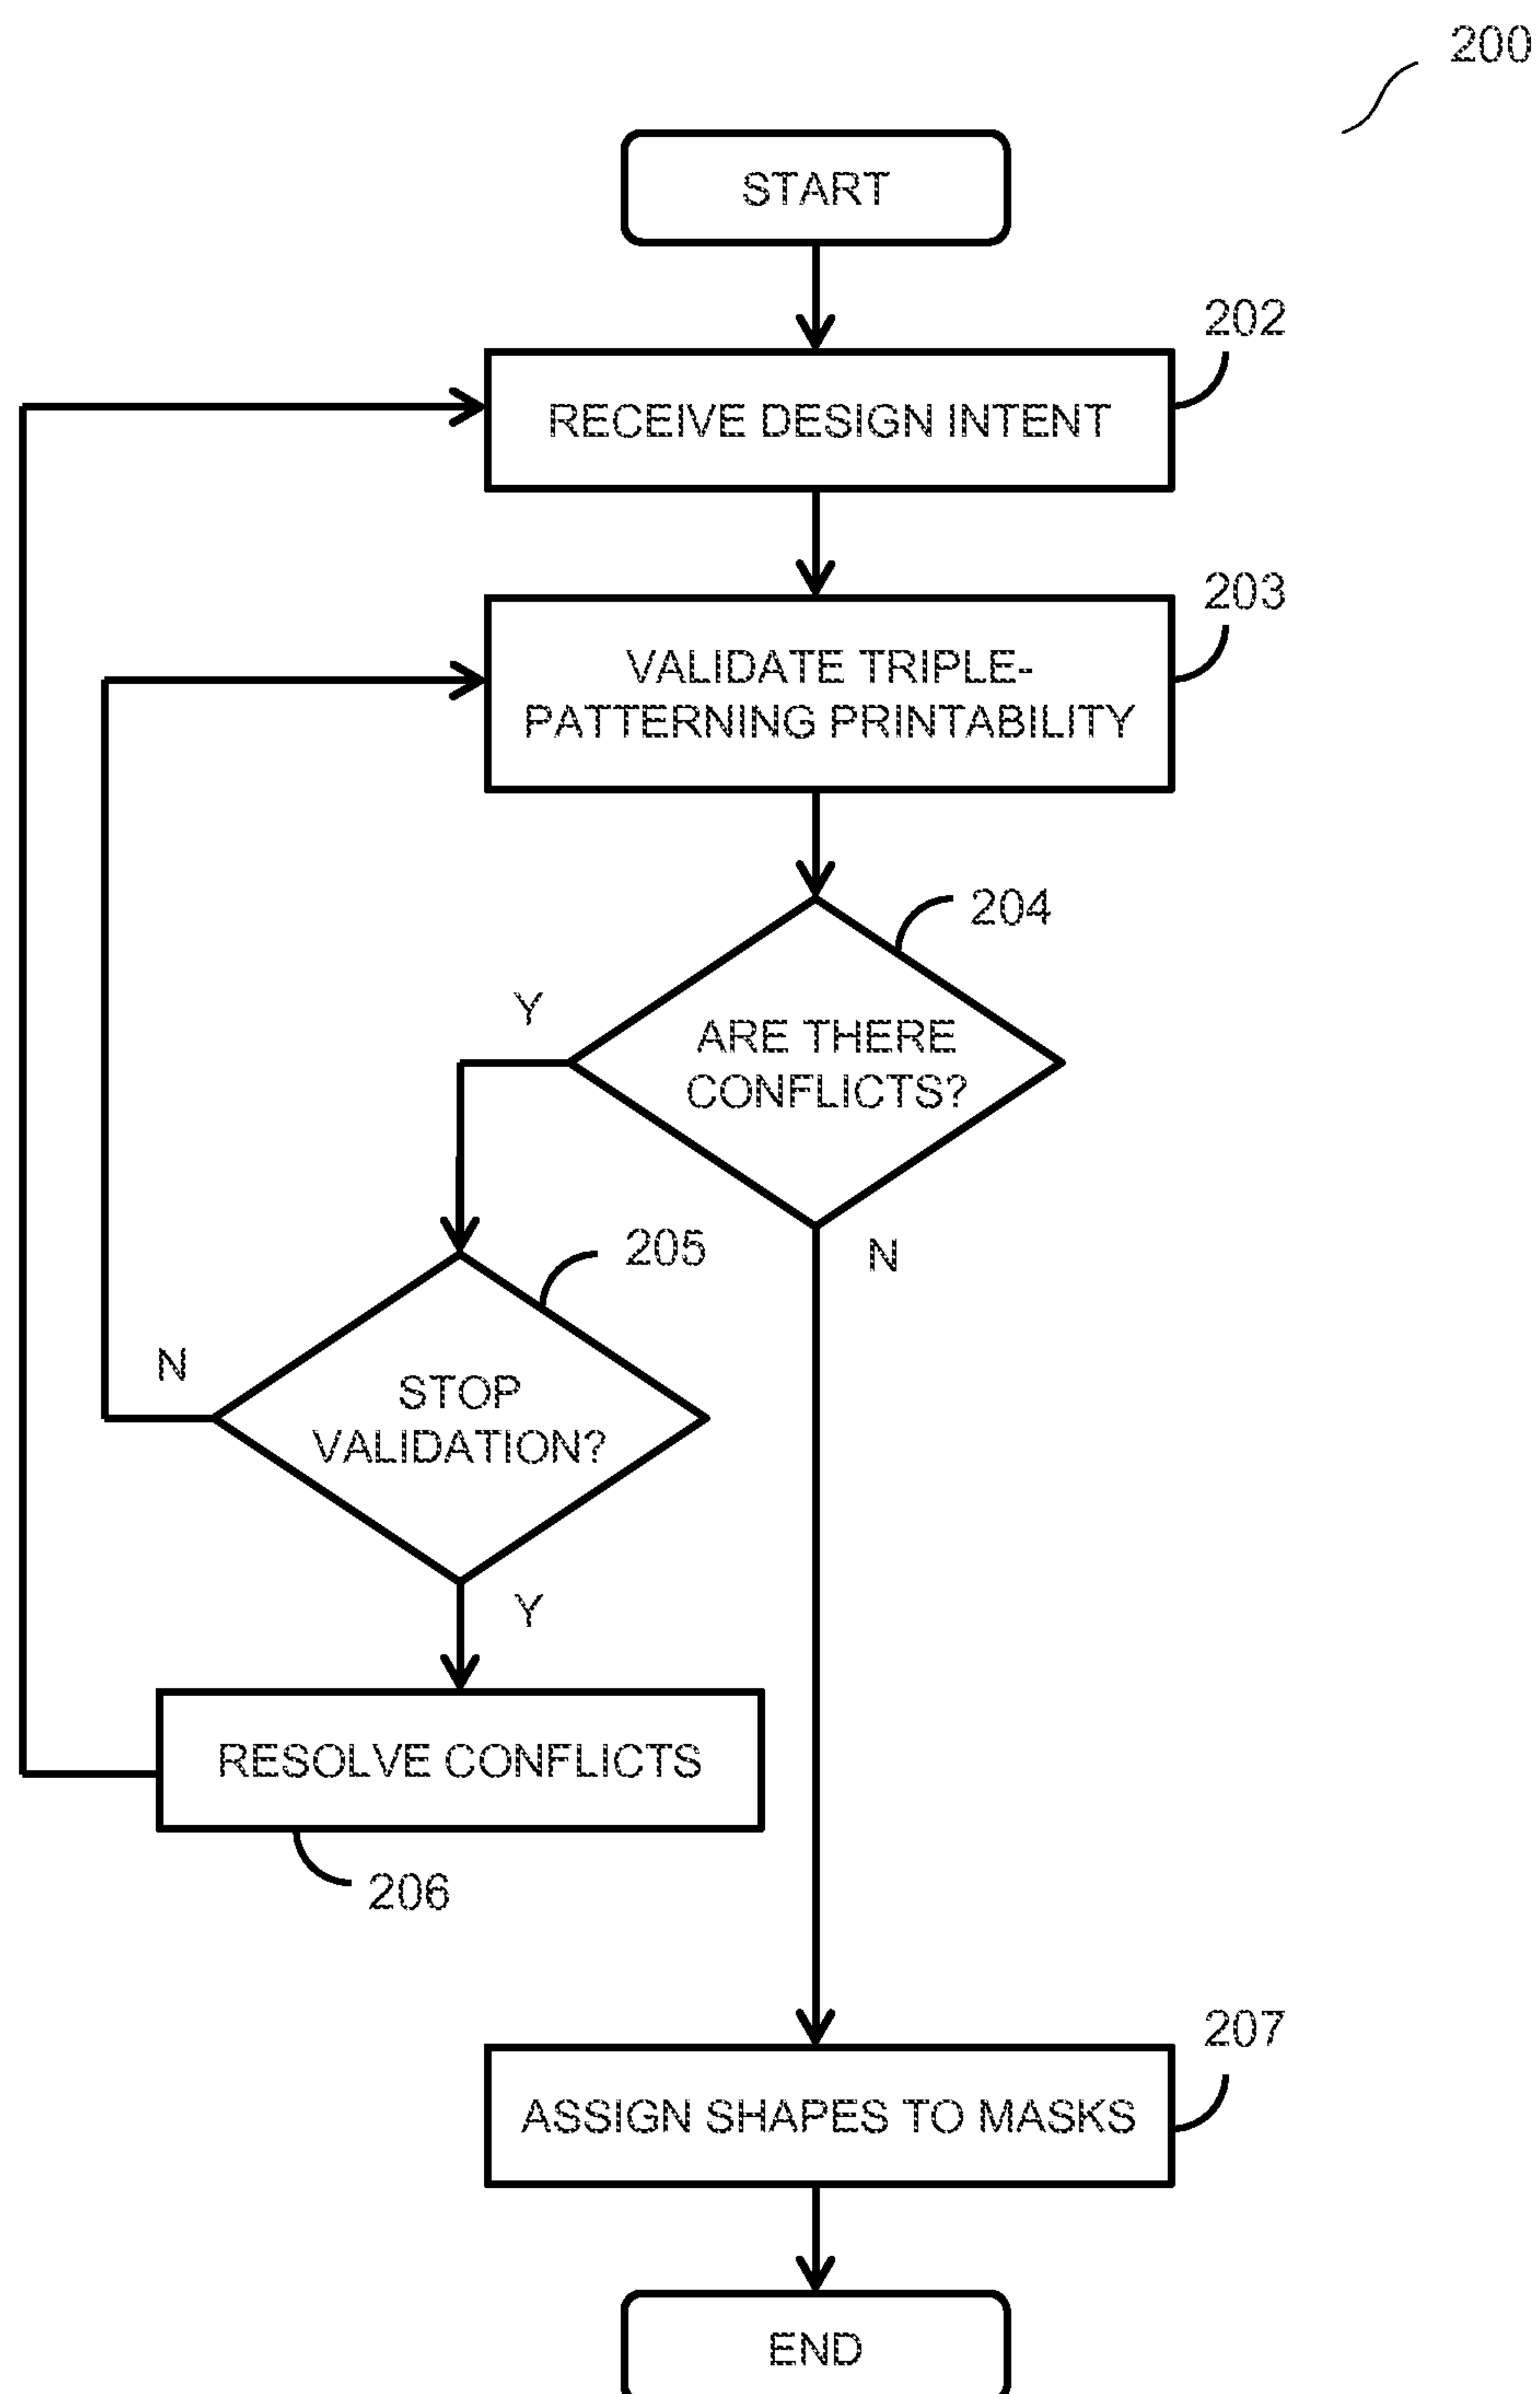 200
START
202
RECEIVE DESIGN INTENT
203
VALIDATE TRIPLE-
PATTERNING PRINTABILITY
204
Y
ARE THERE
CONFLICTS?
205
N
N
STOP
VALIDATION?
Y
RESOLVE CONFLICTS
206
207
ASSIGN SHAPES TO MASKS
END